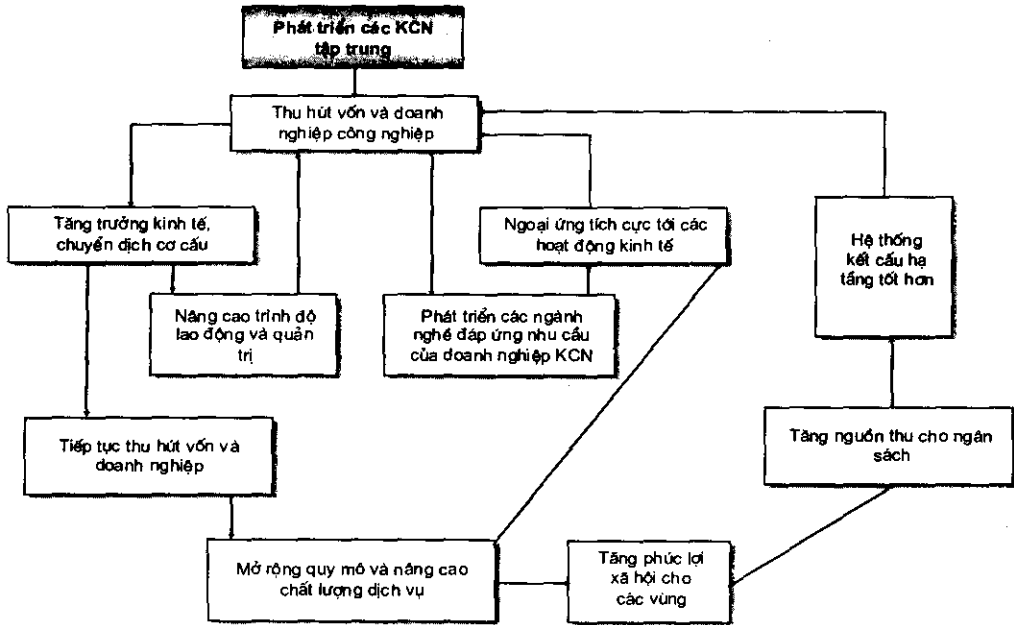 Phát triển các KCN
tập trung
Thu hút vốn và doanh
nghiệp công nghiệp
Tăng trưởng kinh tế,
chuyển dịch cơ cấu
Ngoại ứng tích cực tới các
hoạt động kinh tế
Hệ thống
kết cấu hạ
tầng tốt hơn
Nâng cao trình độ
lao động và quản
trị
Phát triển các ngành
nghề đáp ứng nhu cầu
của doanh nghiệp KCN
Tiếp tục thu hút vốn và
doanh nghiệp
Tăng nguồn thu cho ngân
sách
Mở rộng quy mô và nâng cao
chất lượng dịch vụ
Tăng phúc lợi
xã hội cho
các vùng